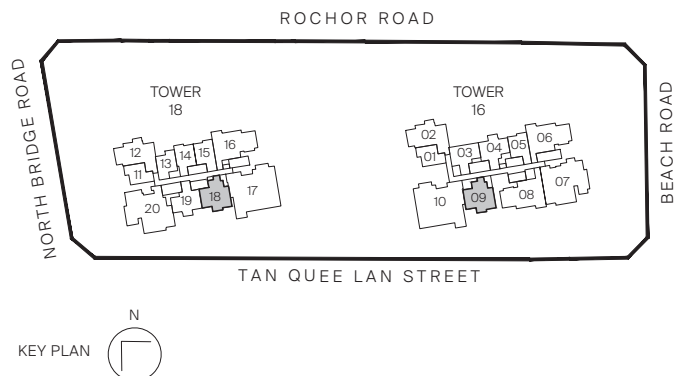 ROCHOR ROAD
NORTH BRIDGE ROAD
BEACH ROAD
TOWER
18
TOWER
16
12
11
13
14
15
16
20
19
18
17
02
01
03
04
05
06
10
09
08
07
TAN QUEE LAN STREET
N
KEY PLAN